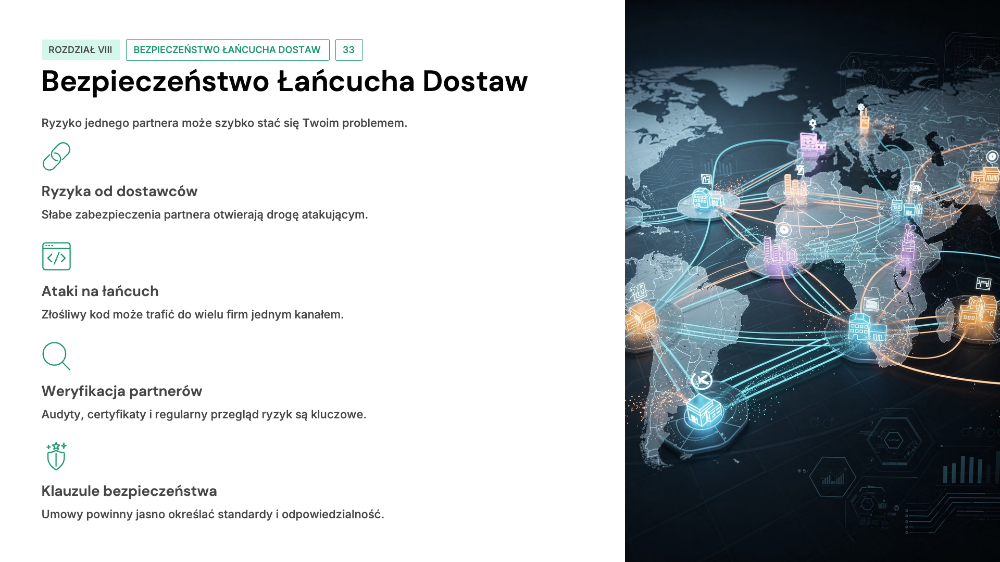 ROZDZIAŁ VIII
BEZPIECZEŃSTWO ŁAŃCUCHA DOSTAW
33
Bezpieczeństwo Łańcucha Dostaw
Ryzyko jednego partnera może szybko stać się Twoim problemem.
Ryzyka od dostawców
Słabe zabezpieczenia partnera otwierają drogę atakującym.
Ataki na łańcuch
Złośliwy kod może trafić do wielu firm jednym kanałem.
Weryfikacja partnerów
Audyty, certyfikaty i regularny przegląd ryzyk są kluczowe.
Klauzule bezpieczeństwa
Umowy powinny jasno określać standardy i odpowiedzialność.